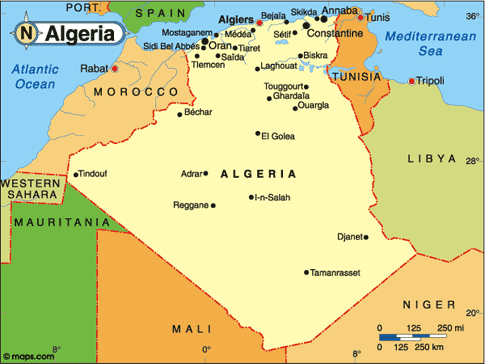 PORT.
SPAIN
N
Algeria
Algiers
Bejaïa
Skikda
Annaba
Tunis
Mostaganem
Médéa
Constantine
Mediterranean
Sea
Sidi Bel Abbés
Oran
Tiaret
Sétif
Atlantic
Ocean
Rabat
Tlemcen
Saïda
Biskra
Laghouat
TUNISIA
Tripoli
MOROCCO
Touggourt
Ghardaïa
Ouargla
Béchar
El Golea
LIBYA
28°
28°
Tindouf
Adrar
ALGERIA
WESTERN
SAHARA
I-n-Salah
Reggane
MAURITANIA
Djanet
Tamanrasset
NIGER
20°
MALI
0 125 250 mi
0 125 250 km
8°
0°
8°
36°
© maps.com